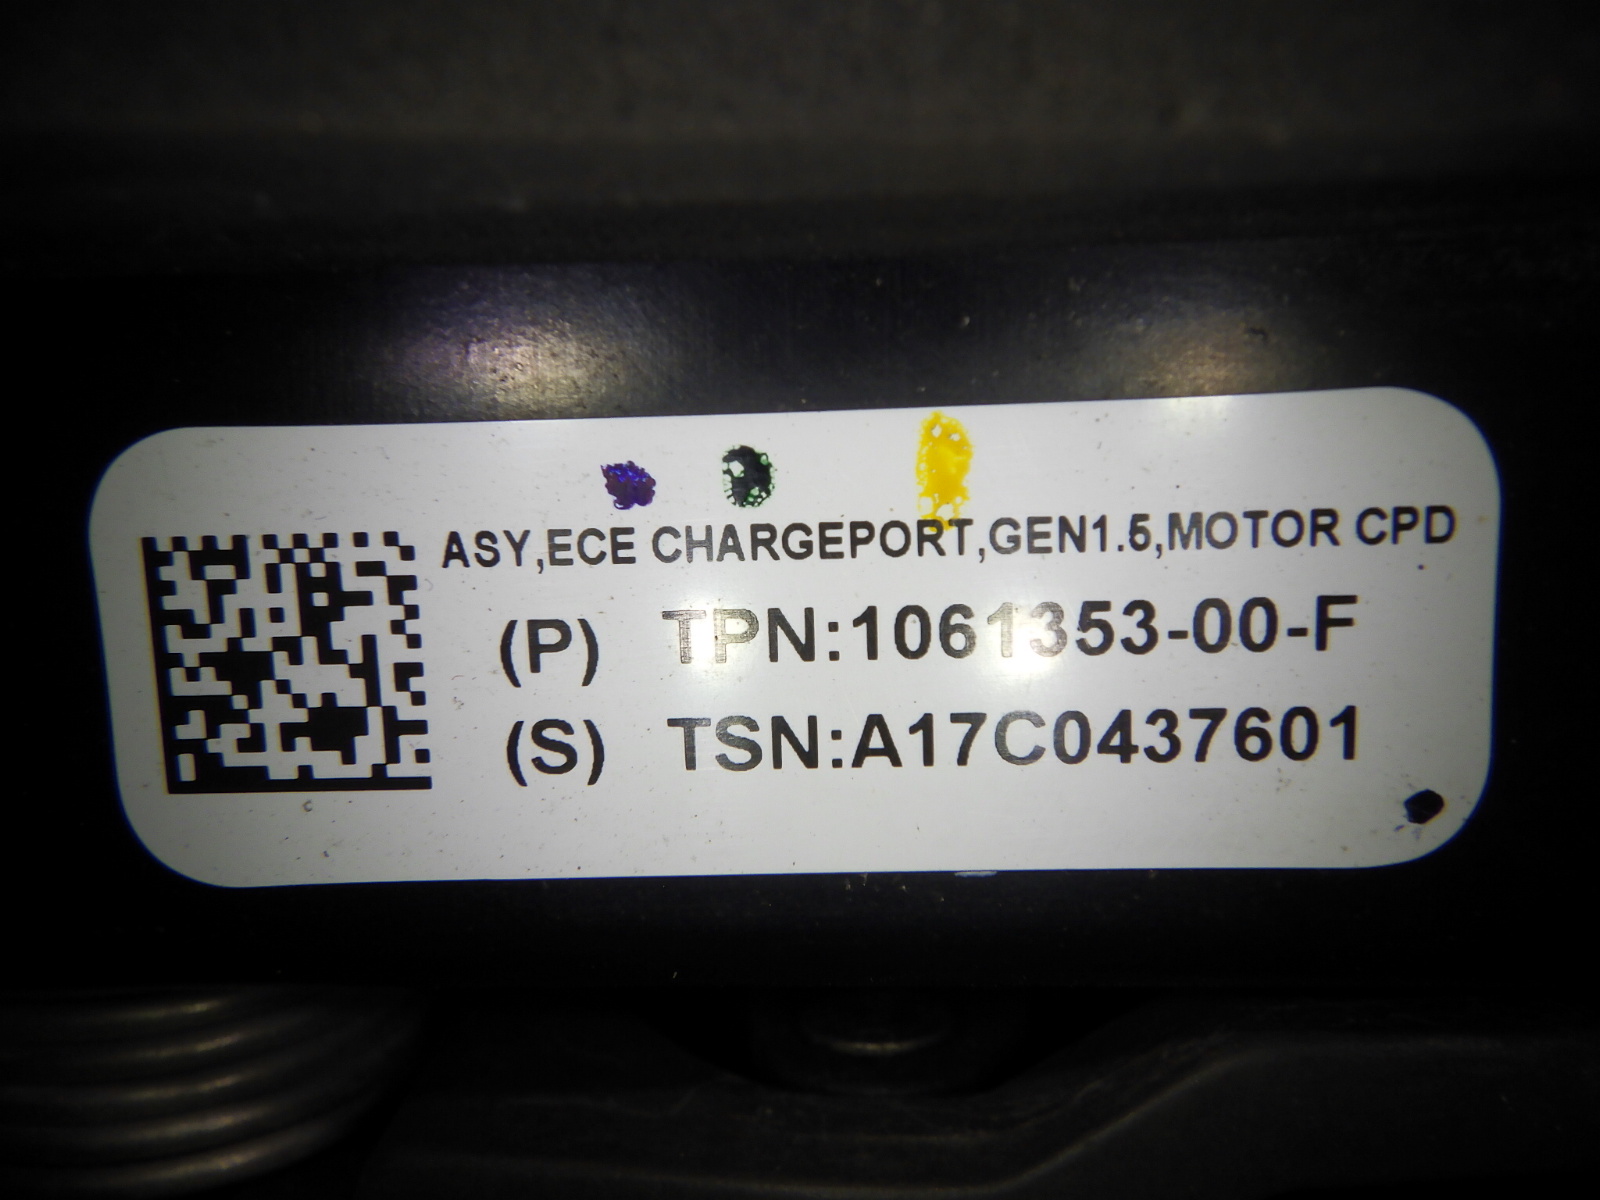 ASY,ECE CHARGEPORT,GEN1.5,MOTOR CPD
(P) TPN:1061353-00-F
(S) TSN:A17C0437601